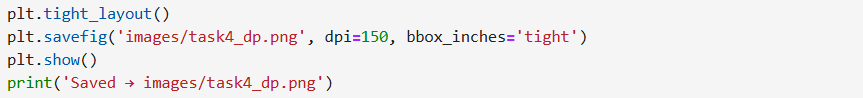 plt.tight_layout()
plt.savefig('images/task4_dp.png', dpi=150, bbox_inches='tight')
plt.show()
print('Saved → images/task4_dp.png')